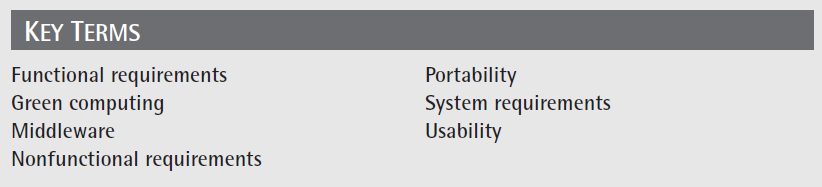 KEY TERMS
Functional requirements
Green computing
Middleware
Nonfunctional requirements
Portability
System requirements
Usability